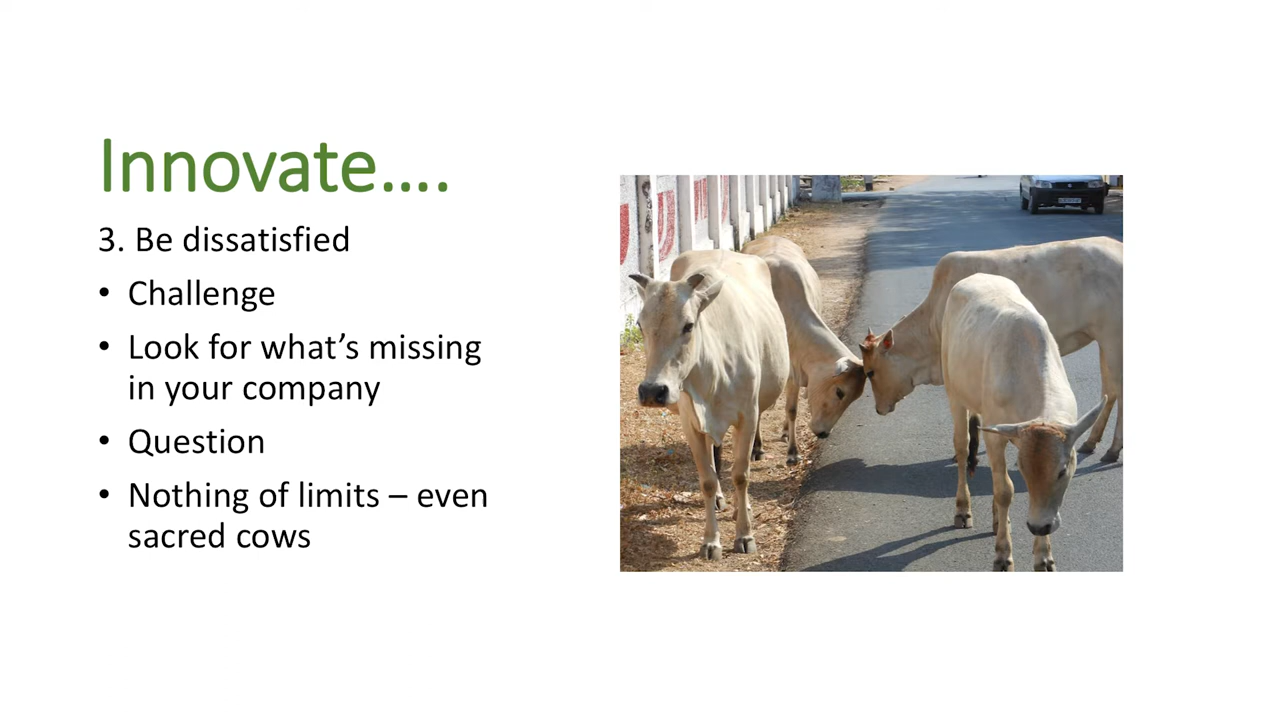 Innovate….
3. Be dissatisfied
• Challenge
• Look for what’s missing
in your company
• Question
• Nothing of limits – even
sacred cows